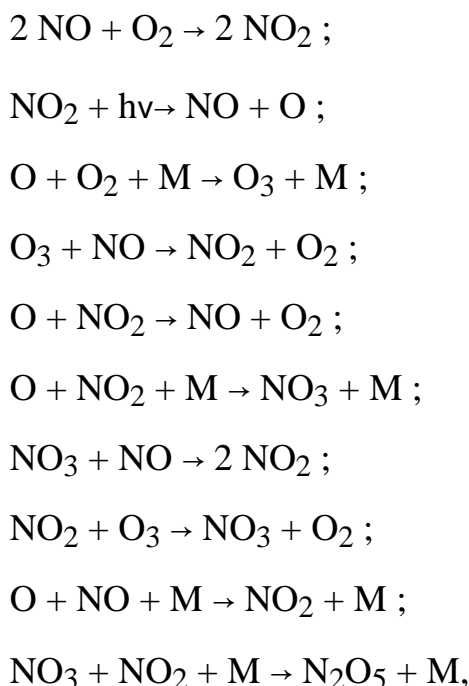 2 NO + O₂ → 2 NO₂ ;
NO₂ + hν→ NO + O ;
O + O₂ + M → O₃ + M ;
O₃ + NO → NO₂ + O₂ ;
O + NO₂ → NO + O₂ ;
O + NO₂ + M → NO₃ + M ;
NO₃ + NO → 2 NO₂ ;
NO₂ + O₃ → NO₃ + O₂ ;
O + NO + M → NO₂ + M ;
NO₃ + NO₂ + M → N₂O₅ + M,